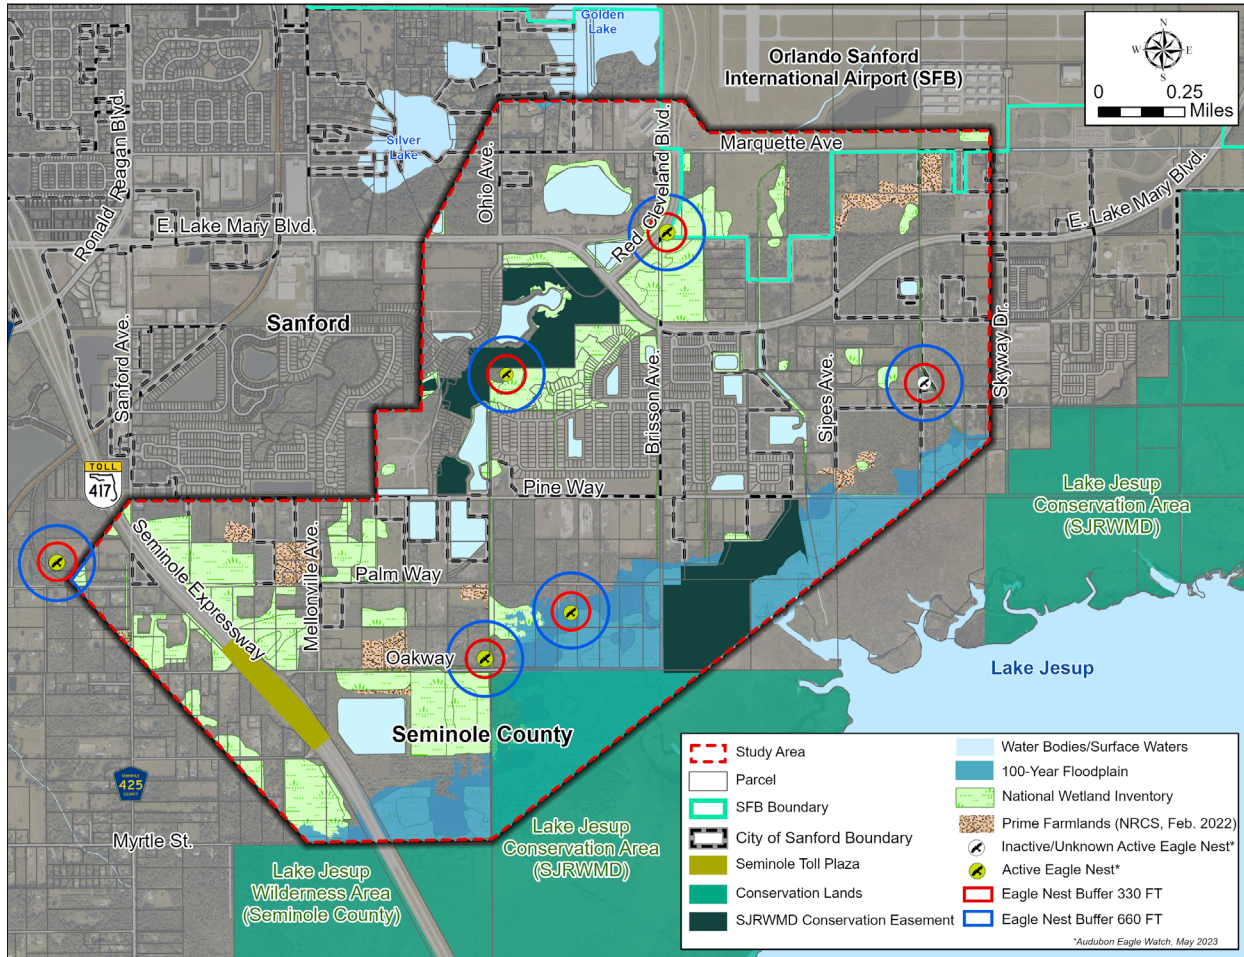 Golden
Lake
Orlando Sanford
International Airport (SFB)
N
W
E
S
0
0.25
Miles
Ronald Reagan Blvd.
Silver
Lake
Ohio Ave.
Red Cleveland Blvd.
Marquette Ave
E. Lake Mary Blvd.
E. Lake Mary Blvd.
Sanford
Sanford Ave.
Brisson Ave.
Sipes Ave.
Skyway Dr.
TOLL
417
Pine Way
Lake Jesup
Conservation Area
(SJRWMD)
Seminole Expressway
Mellonville Ave.
Palm Way
Oakway
Lake Jesup
Seminole County
SEMINOLE
425
COUNTY
Myrtle St.
Lake Jesup
Conservation Area
(SJRWMD)
Lake Jesup
Wilderness Area
(Seminole County)
Study Area
Parcel
SFB Boundary
City of Sanford Boundary
Seminole Toll Plaza
Conservation Lands
SJRWMD Conservation Easement
Water Bodies/Surface Waters
100-Year Floodplain
National Wetland Inventory
Prime Farmlands (NRCS, Feb. 2022)
Inactive/Unknown Active Eagle Nest*
Active Eagle Nest*
Eagle Nest Buffer 330 FT
Eagle Nest Buffer 660 FT
*Audubon Eagle Watch, May 2023